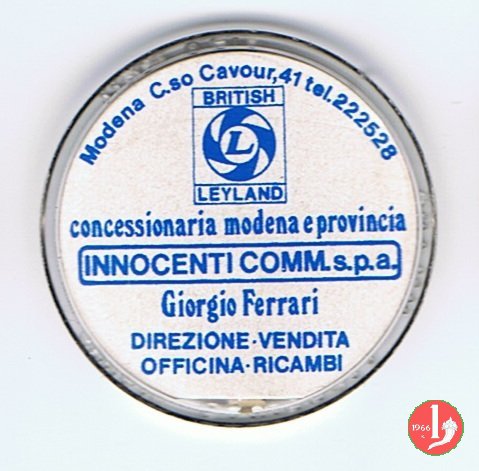 Modena C.so Cavour,41 tel.222528
BRITISH
L
LEYLAND
concessionaria modena e provincia
INNOCENTI COMM.s.p.a.
Giorgio Ferrari
DIREZIONE·VENDITA
OFFICINA·RICAMBI
1966